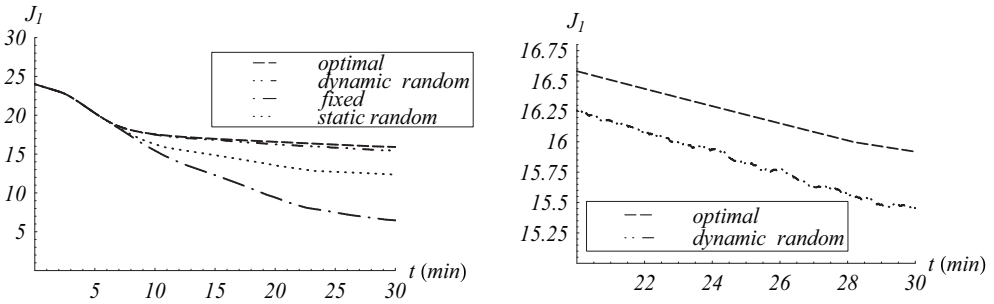 J1
30
25
20
15
10
5
optimal
dynamic random
fixed
static random
5 10 15 20 25 30
t (min)
J1
16.75
16.5
16.25
16
15.75
15.5
15.25
optimal
dynamic random
22 24 26 28 30
t (min)